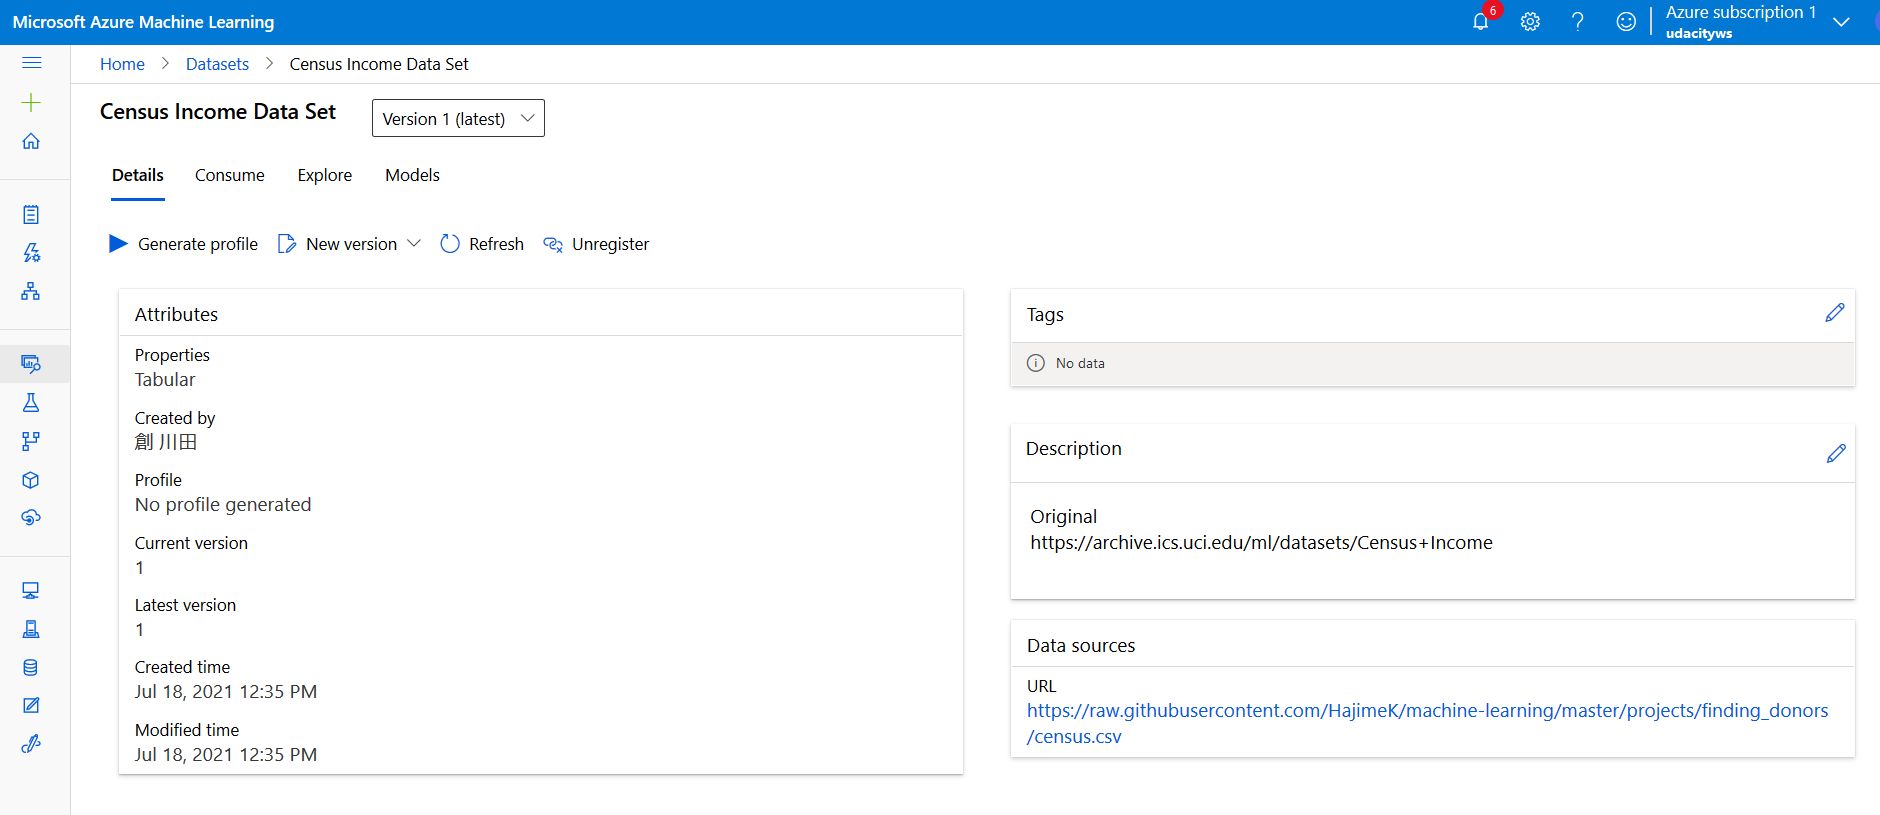 Microsoft Azure Machine Learning
6
Azure subscription 1
udacityws
Home > Datasets > Census Income Data Set
Census Income Data Set
Version 1 (latest)
Details Consume Explore Models
Generate profile New version Refresh Unregister
Attributes
Properties
Tabular
Created by
創 川田
Profile
No profile generated
Current version
1
Latest version
1
Created time
Jul 18, 2021 12:35 PM
Modified time
Jul 18, 2021 12:35 PM
Tags
No data
Description
Original
https://archive.ics.uci.edu/ml/datasets/Census+Income
Data sources
URL
https://raw.githubusercontent.com/HajimeK/machine-learning/master/projects/finding_donors
/census.csv